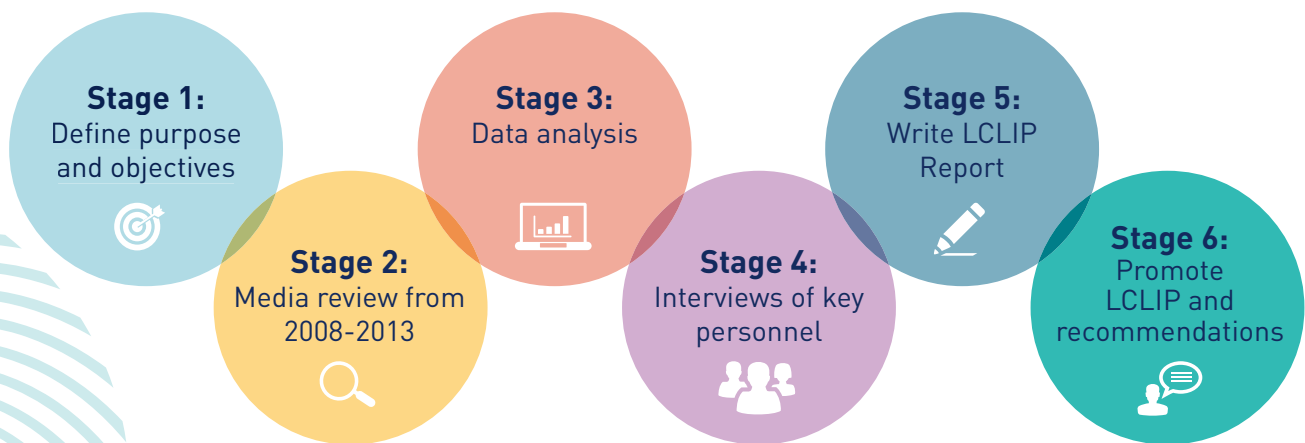 Stage 1:
Define purpose
and objectives
Stage 2:
Media review from
2008-2013
Stage 3:
Data analysis
Stage 4:
Interviews of key
personnel
Stage 5:
Write LCLIP
Report
Stage 6:
Promote
LCLIP and
recommendations